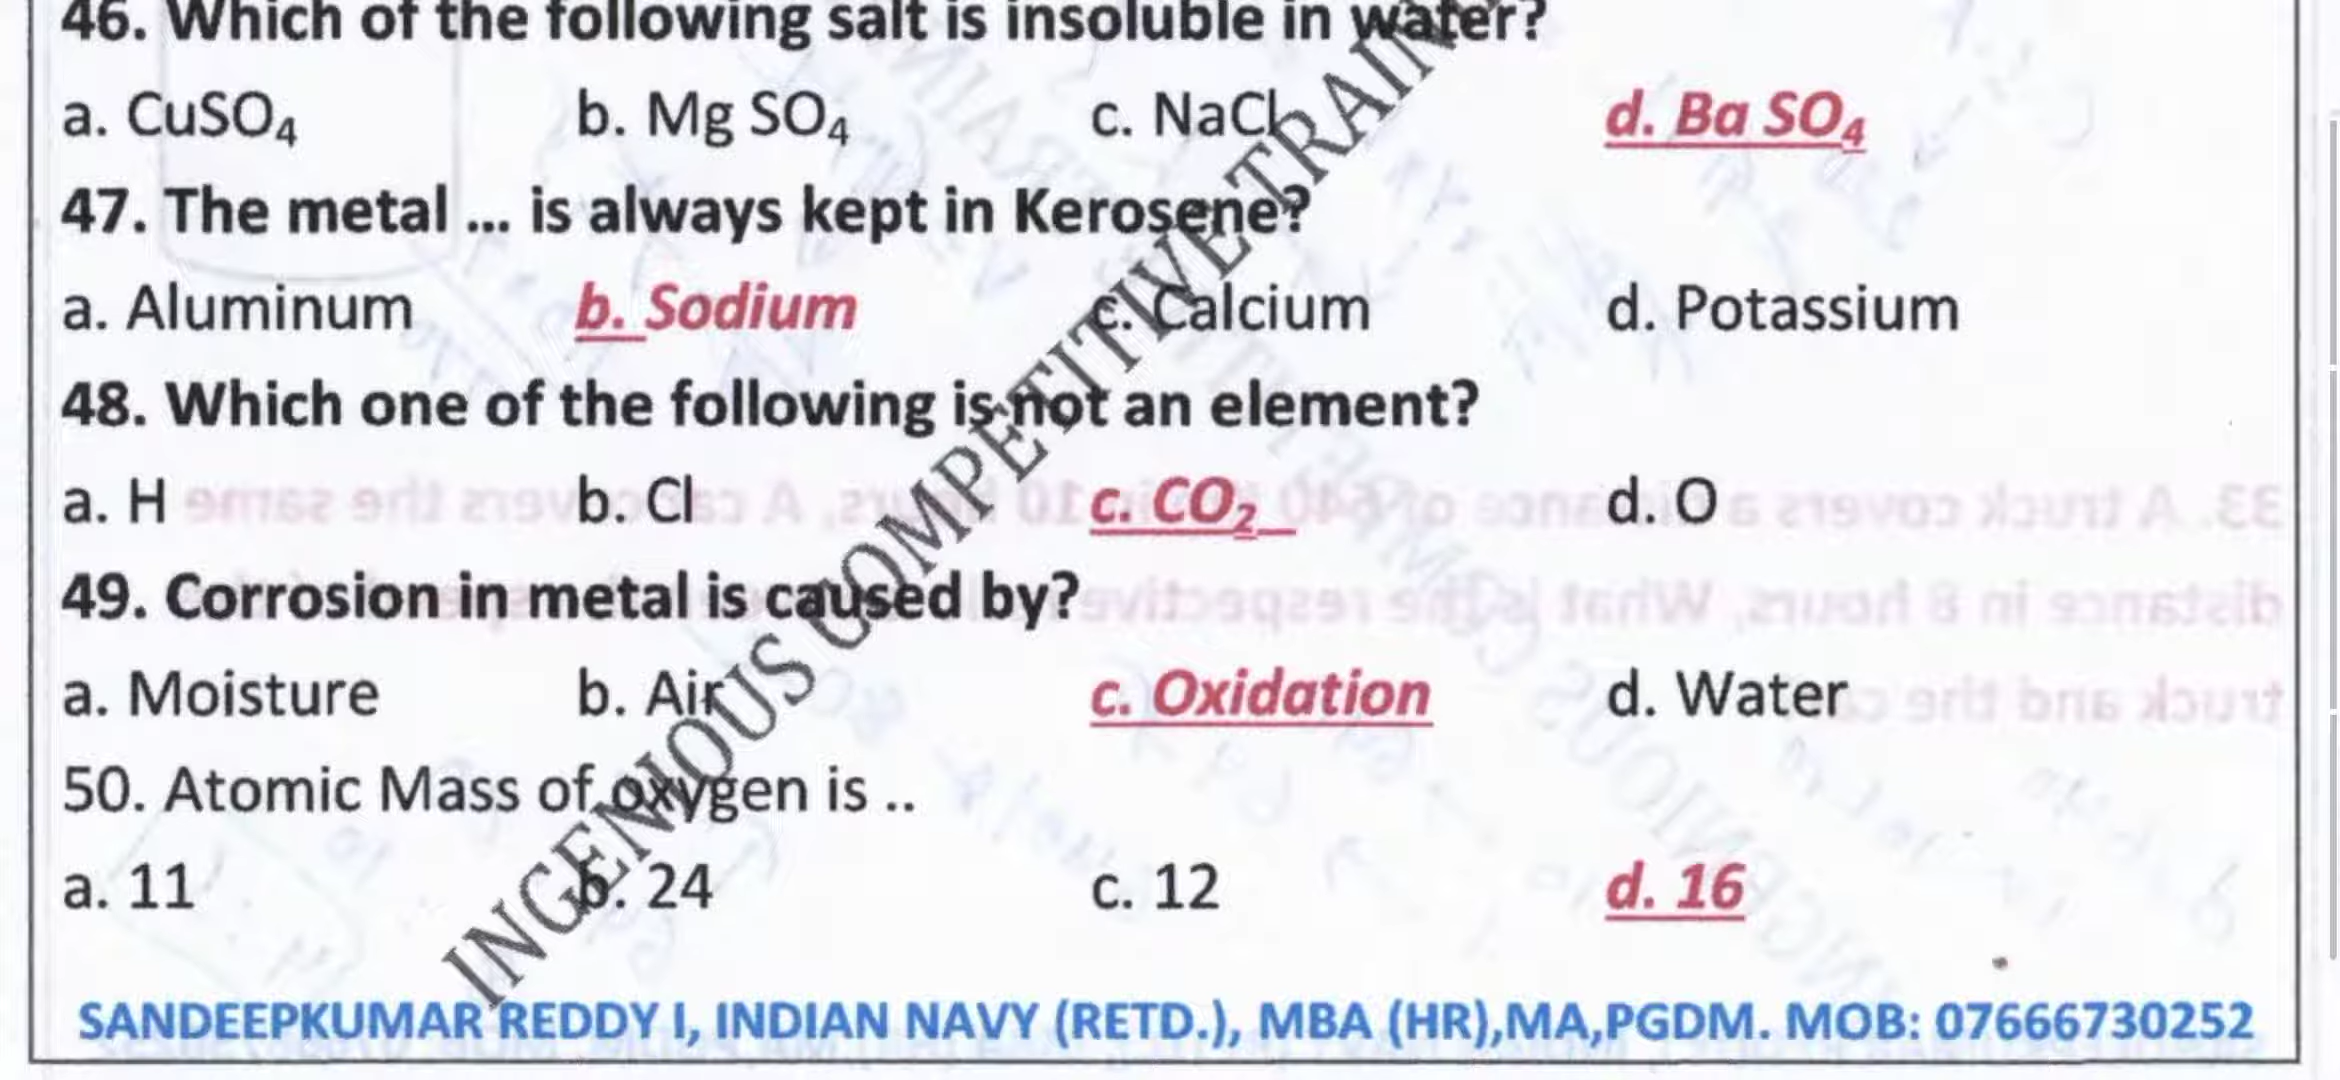 46. Which of the following salt is insoluble in water?
a. CuSO₄ b. Mg SO₄ c. NaCl d. Ba SO₄
47. The metal ... is always kept in Kerosene?
a. Aluminum b. Sodium c. Calcium d. Potassium
48. Which one of the following is not an element?
a. H b. Cl c. CO₂ d. O
49. Corrosion in metal is caused by?
a. Moisture b. Air c. Oxidation d. Water
50. Atomic Mass of oxygen is ..
a. 11 b. 24 c. 12 d. 16
INGENIOUS COMPETITIVE
SANDEEPKUMAR REDDY I, INDIAN NAVY (RETD.), MBA (HR),MA,PGDM. MOB: 07666730252